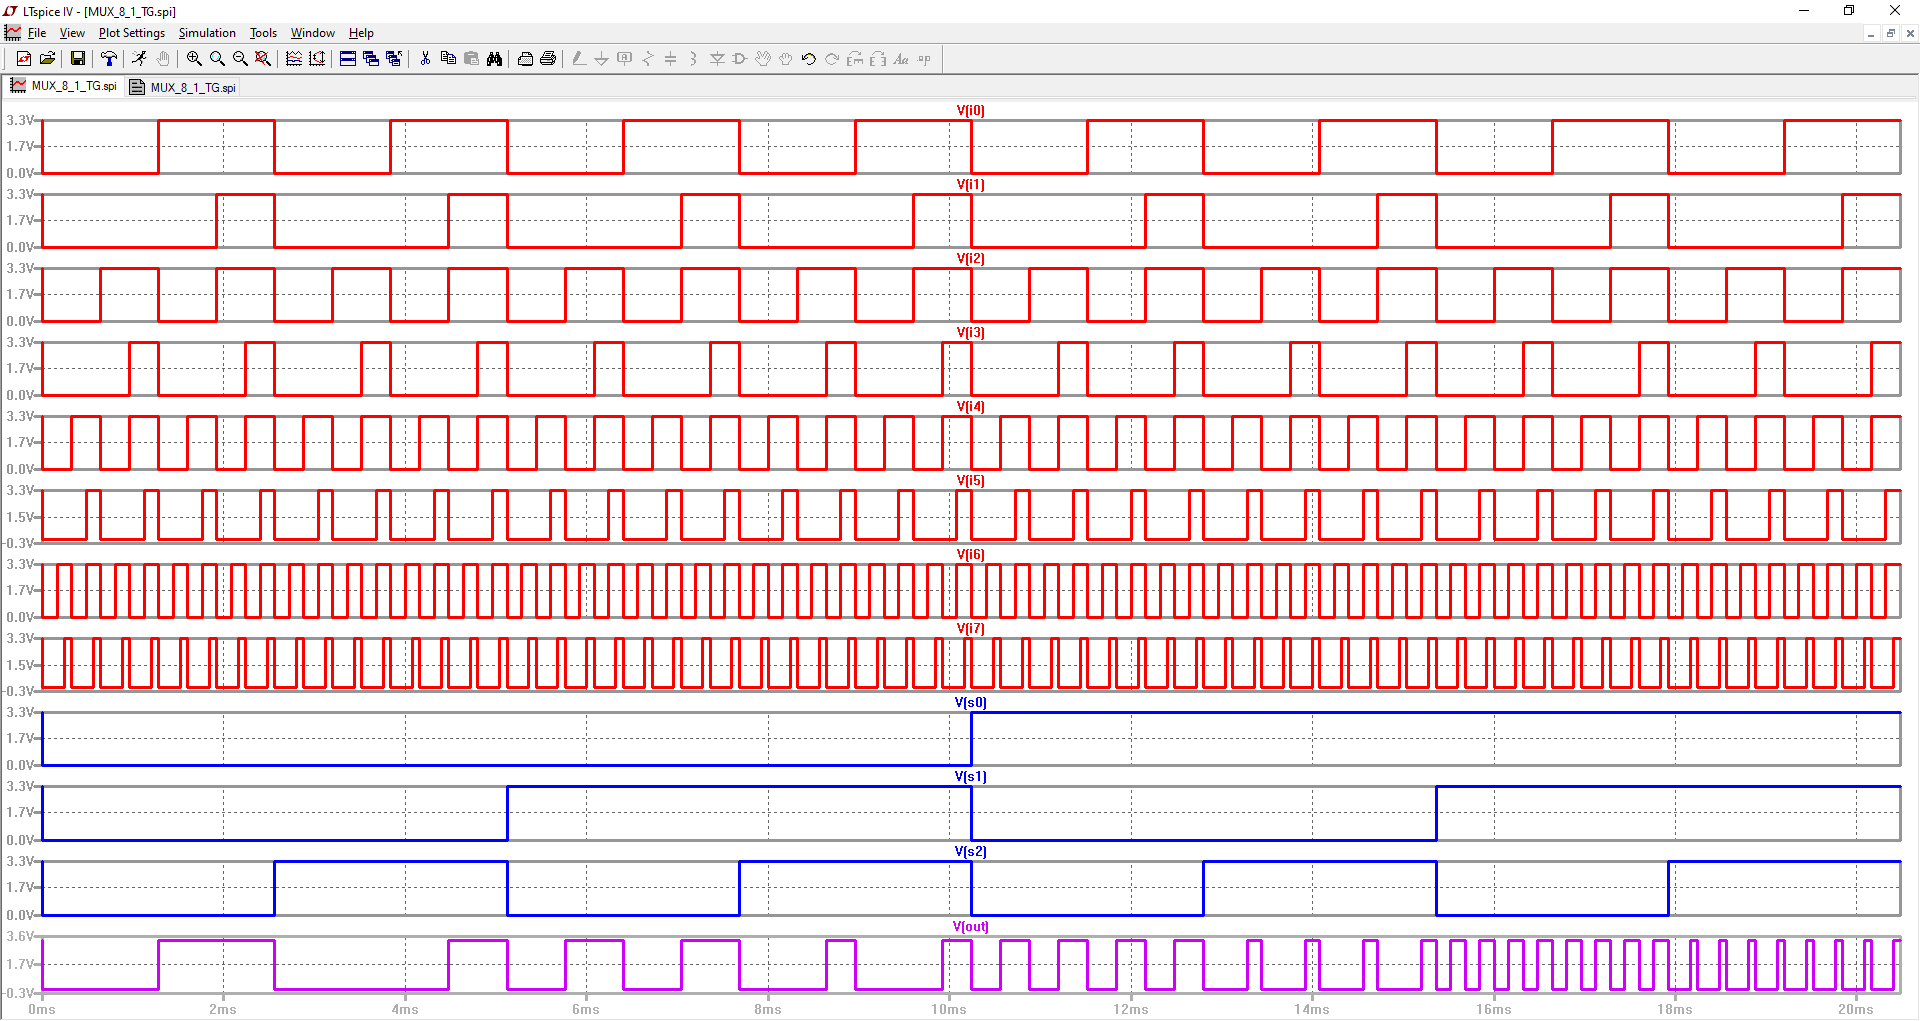 LTspice IV - [MUX_8_1_TG.spi]
File View Plot Settings Simulation Tools Window Help
MUX_8_1_TG.spi MUX_8_1_TG.spi
V(i0)
3.3V
1.7V
0.0V
V(i1)
3.3V
1.7V
0.0V
V(i2)
3.3V
1.7V
0.0V
V(i3)
3.3V
1.7V
0.0V
V(i4)
3.3V
1.7V
0.0V
V(i5)
3.3V
1.5V
-0.3V
V(i6)
3.3V
1.7V
0.0V
V(i7)
3.3V
1.5V
-0.3V
V(s0)
3.3V
1.7V
0.0V
V(s1)
3.3V
1.7V
0.0V
V(s2)
3.3V
1.7V
0.0V
V(out)
3.6V
1.7V
-0.3V
0ms 2ms 4ms 6ms 8ms 10ms 12ms 14ms 16ms 18ms 20ms